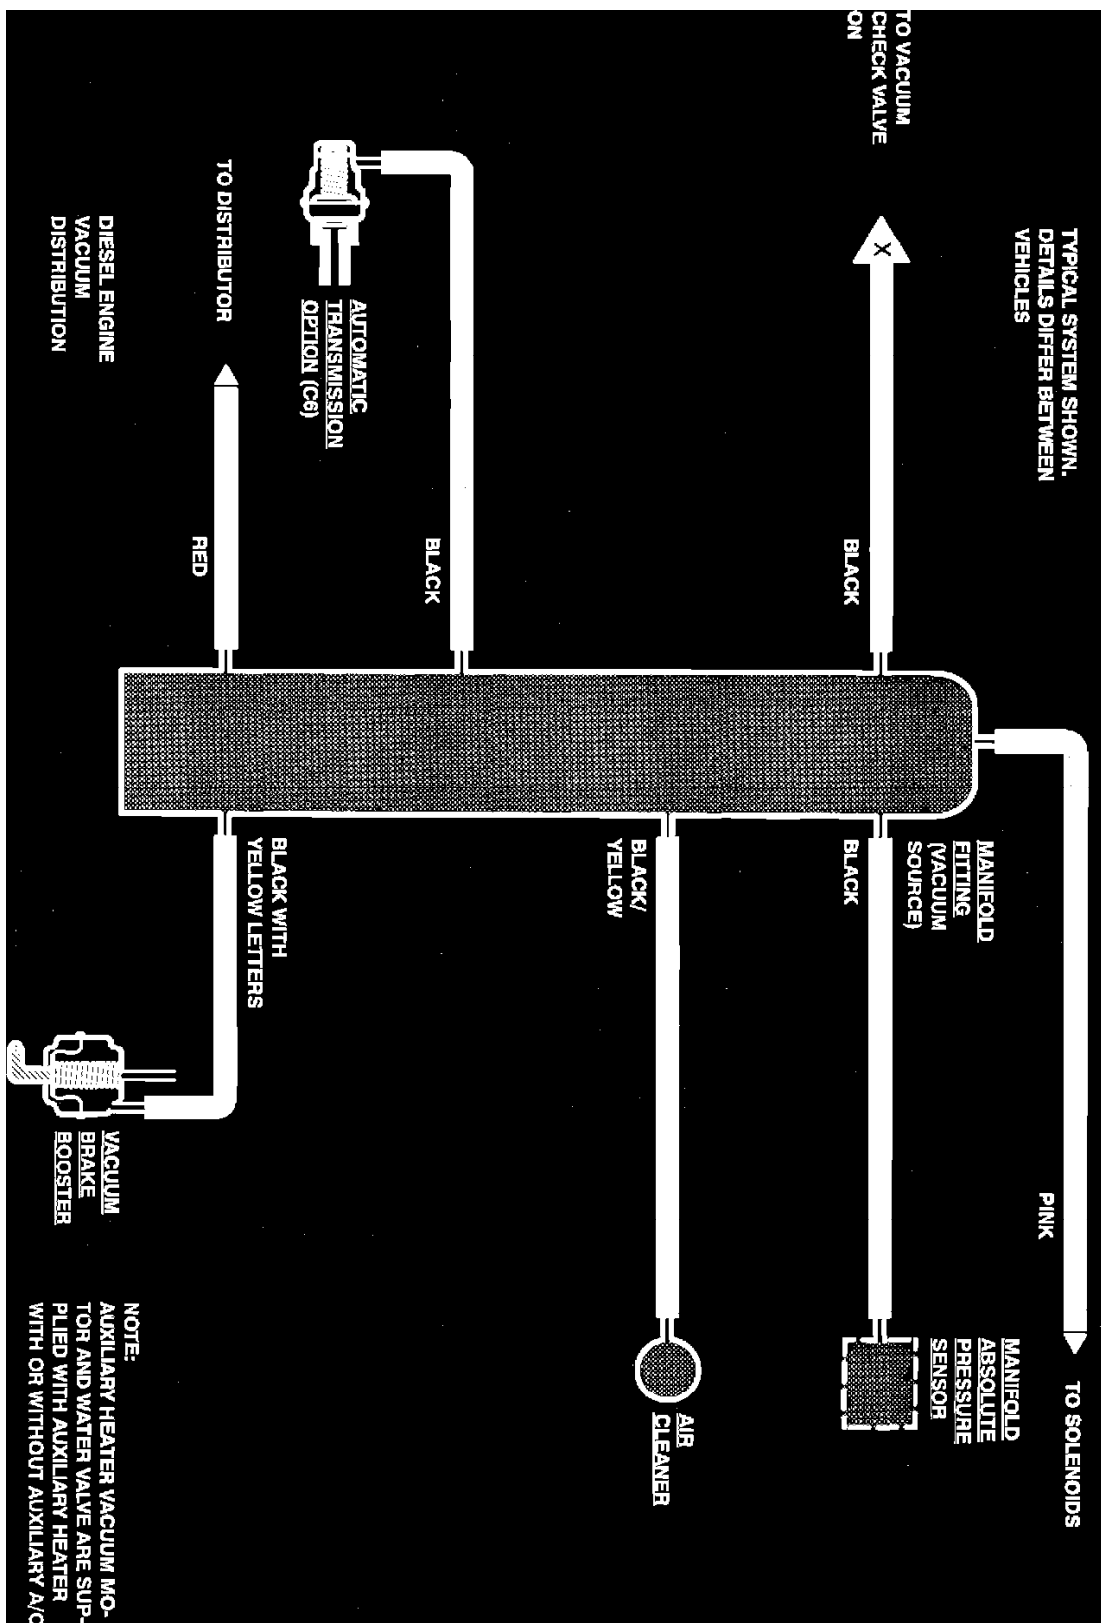 TO VACUUM
CHECK VALVE
ON
TYPICAL SYSTEM SHOWN.
DETAILS DIFFER BETWEEN
VEHICLES
X
BLACK
AUTOMATIC
TRANSMISSION
OPTION (C6)
BLACK
TO DISTRIBUTOR
RED
DIESEL ENGINE
VACUUM
DISTRIBUTION
PINK
TO SOLENOIDS
MANIFOLD
FITTING
(VACUUM
SOURCE)
BLACK
MANIFOLD
ABSOLUTE
PRESSURE
SENSOR
BLACK/
YELLOW
AIR
CLEANER
BLACK WITH
YELLOW LETTERS
VACUUM
BRAKE
BOOSTER
NOTE:
AUXILIARY HEATER VACUUM MO-
TOR AND WATER VALVE ARE SUP-
PLIED WITH AUXILIARY HEATER
WITH OR WITHOUT AUXILIARY A/C